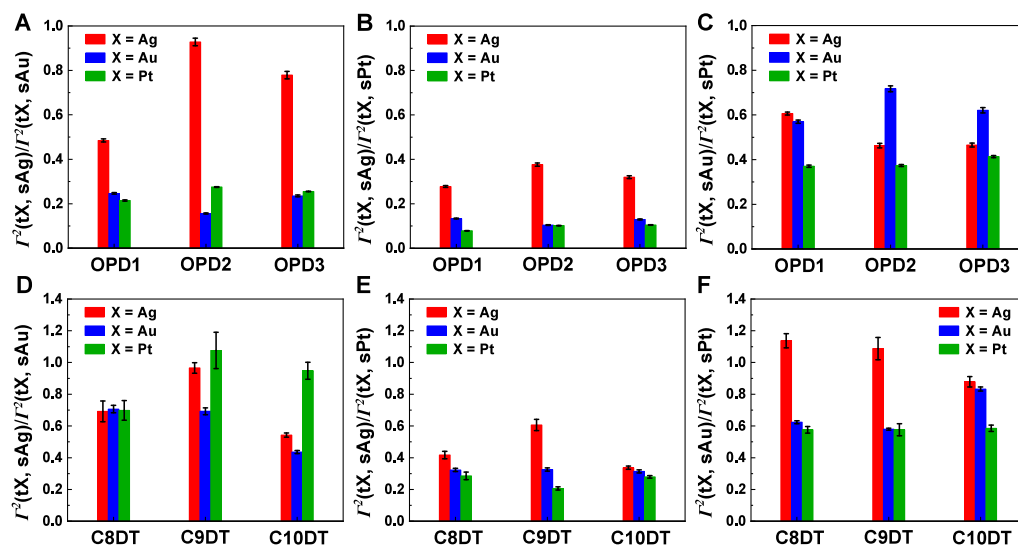 A
Γ²(tX, sAg)/Γ²(tX, sAu)
1.0
0.8
0.6
0.4
0.2
0.0
X = Ag
X = Au
X = Pt
OPD1 OPD2 OPD3
B
Γ²(tX, sAg)/Γ²(tX, sPt)
1.0
0.8
0.6
0.4
0.2
0.0
X = Ag
X = Au
X = Pt
OPD1 OPD2 OPD3
C
Γ²(tX, sAu)/Γ²(tX, sPt)
1.0
0.8
0.6
0.4
0.2
0.0
X = Ag
X = Au
X = Pt
OPD1 OPD2 OPD3
D
Γ²(tX, sAg)/Γ²(tX, sAu)
1.4
1.2
1.0
0.8
0.6
0.4
0.2
0.0
X = Ag
X = Au
X = Pt
C8DT C9DT C10DT
E
Γ²(tX, sAg)/Γ²(tX, sPt)
1.4
1.2
1.0
0.8
0.6
0.4
0.2
0.0
X = Ag
X = Au
X = Pt
C8DT C9DT C10DT
F
Γ²(tX, sAu)/Γ²(tX, sPt)
1.4
1.2
1.0
0.8
0.6
0.4
0.2
0.0
X = Ag
X = Au
X = Pt
C8DT C9DT C10DT